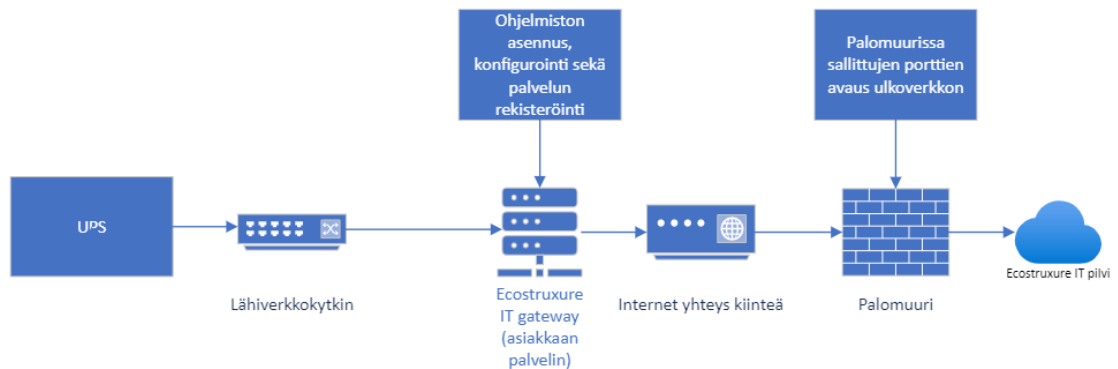 Ohjelmiston
asennus,
konfigurointi sekä
palvelun
rekisteröinti
Palomuurissa
sallittujen porttien
avaus ulkoverkkon
UPS
Lähiverkkokytkin
Ecostruxure
IT gateway
(asiakkaan
palvelin)
Internet yhteys kiinteä
Palomuuri
Ecostruxure IT pilvi